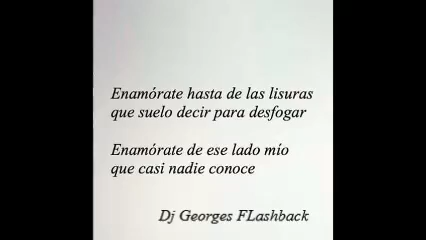 Enamórate hasta de las lisuras
que suelo decir para desfogar
Enamórate de ese lado mío
que casi nadie conoce
Dj Georges FLashback